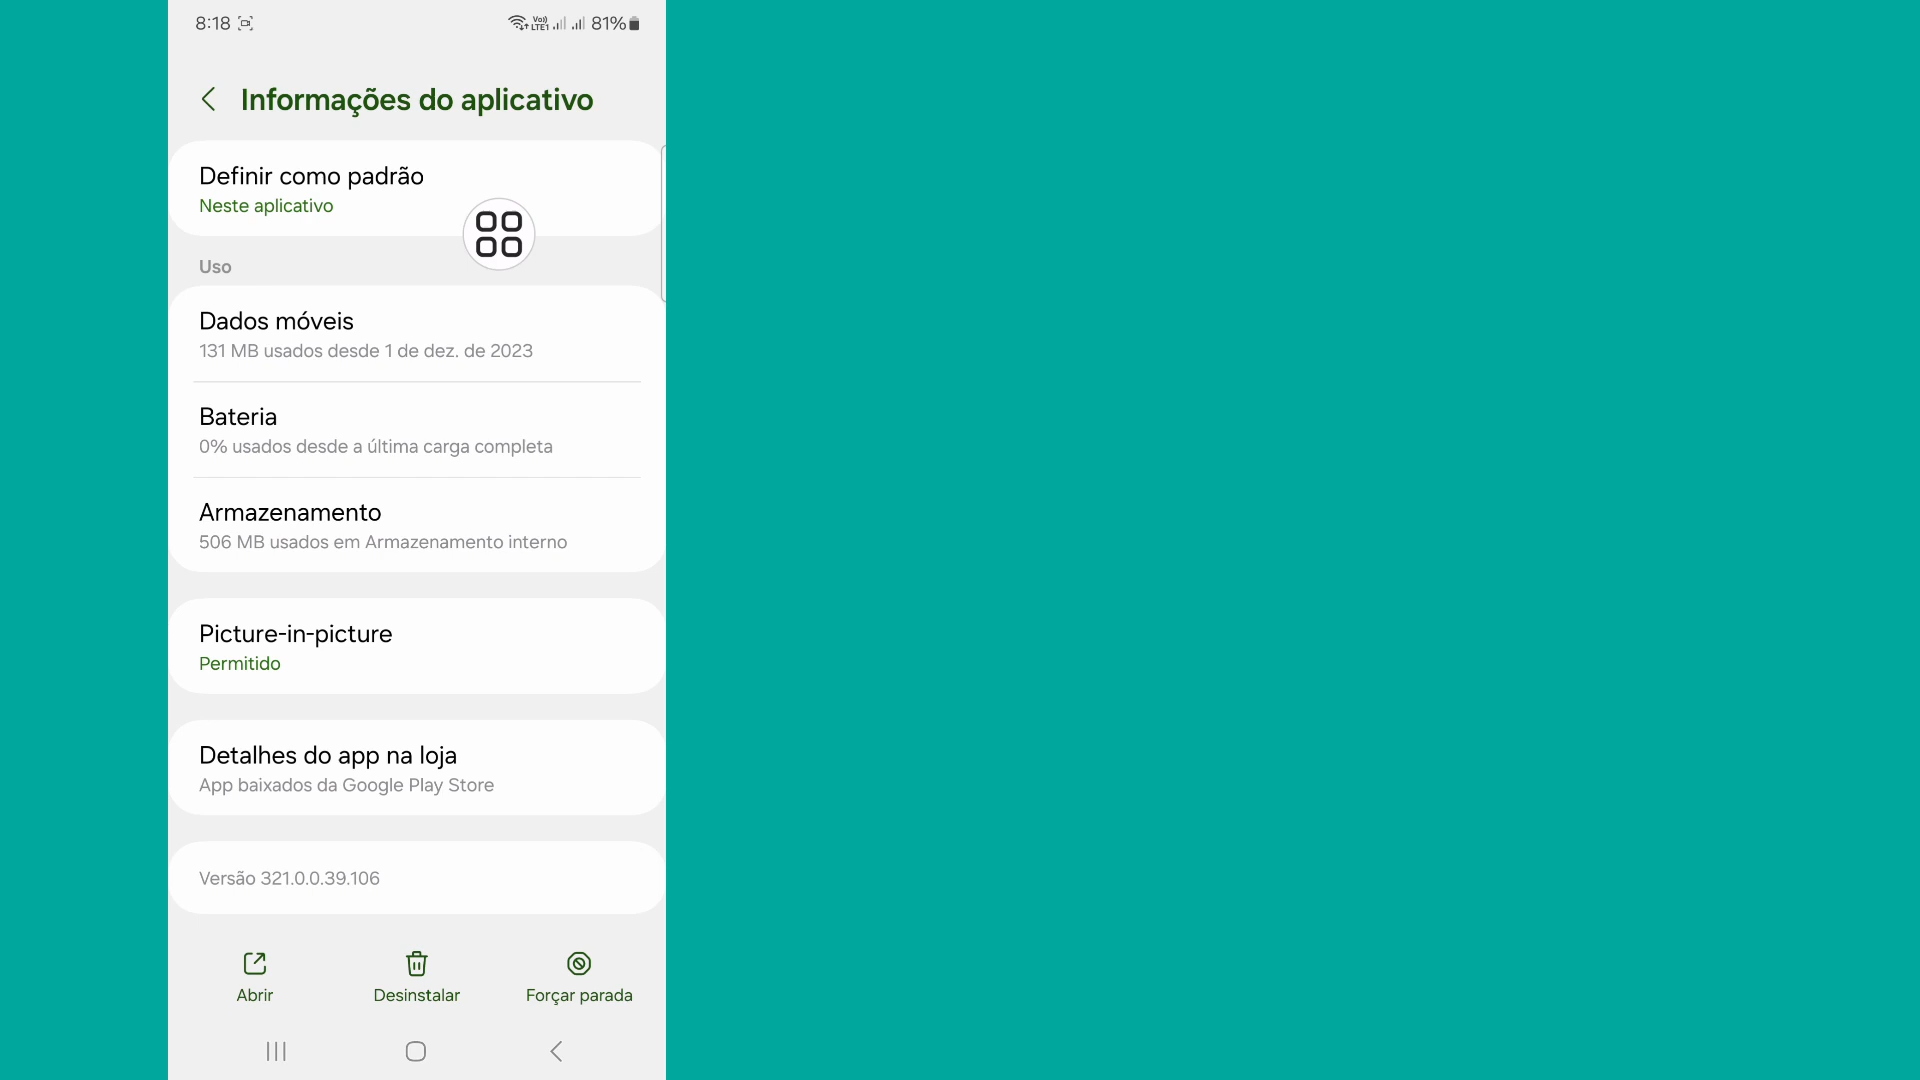 8:18
Vo)) LTE1 81%
Informações do aplicativo
Definir como padrão
Neste aplicativo
Uso
Dados móveis
131 MB usados desde 1 de dez. de 2023
Bateria
0% usados desde a última carga completa
Armazenamento
506 MB usados em Armazenamento interno
Picture-in-picture
Permitido
Detalhes do app na loja
App baixados da Google Play Store
Versão 321.0.0.39.106
Abrir
Desinstalar
Forçar parada